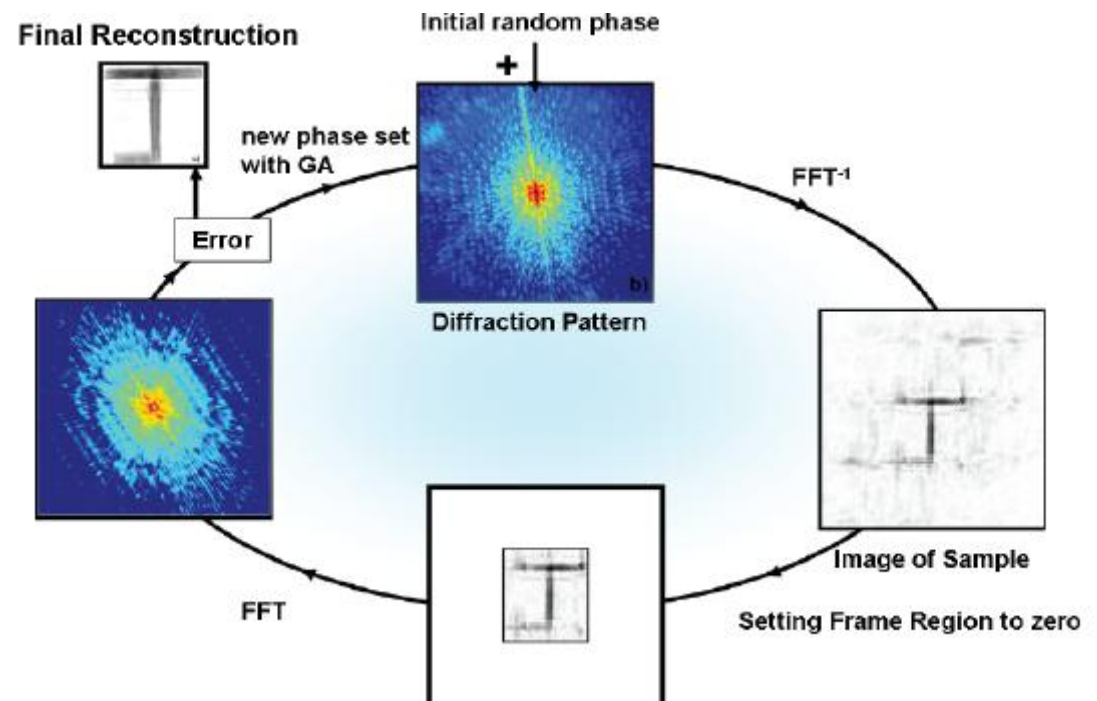 Final Reconstruction
Initial random phase
+
new phase set
with GA
FFT-1
Error
b)
Diffraction Pattern
Image of Sample
FFT
Setting Frame Region to zero